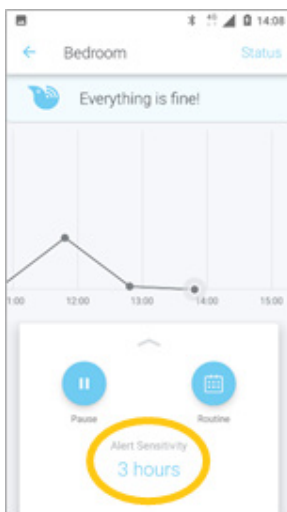 4G 14:08
Bedroom Status
Everything is fine!
1:00 12:00 13:00 14:00 15:00
Pause Routine
Alert Sensitivity
3 hours